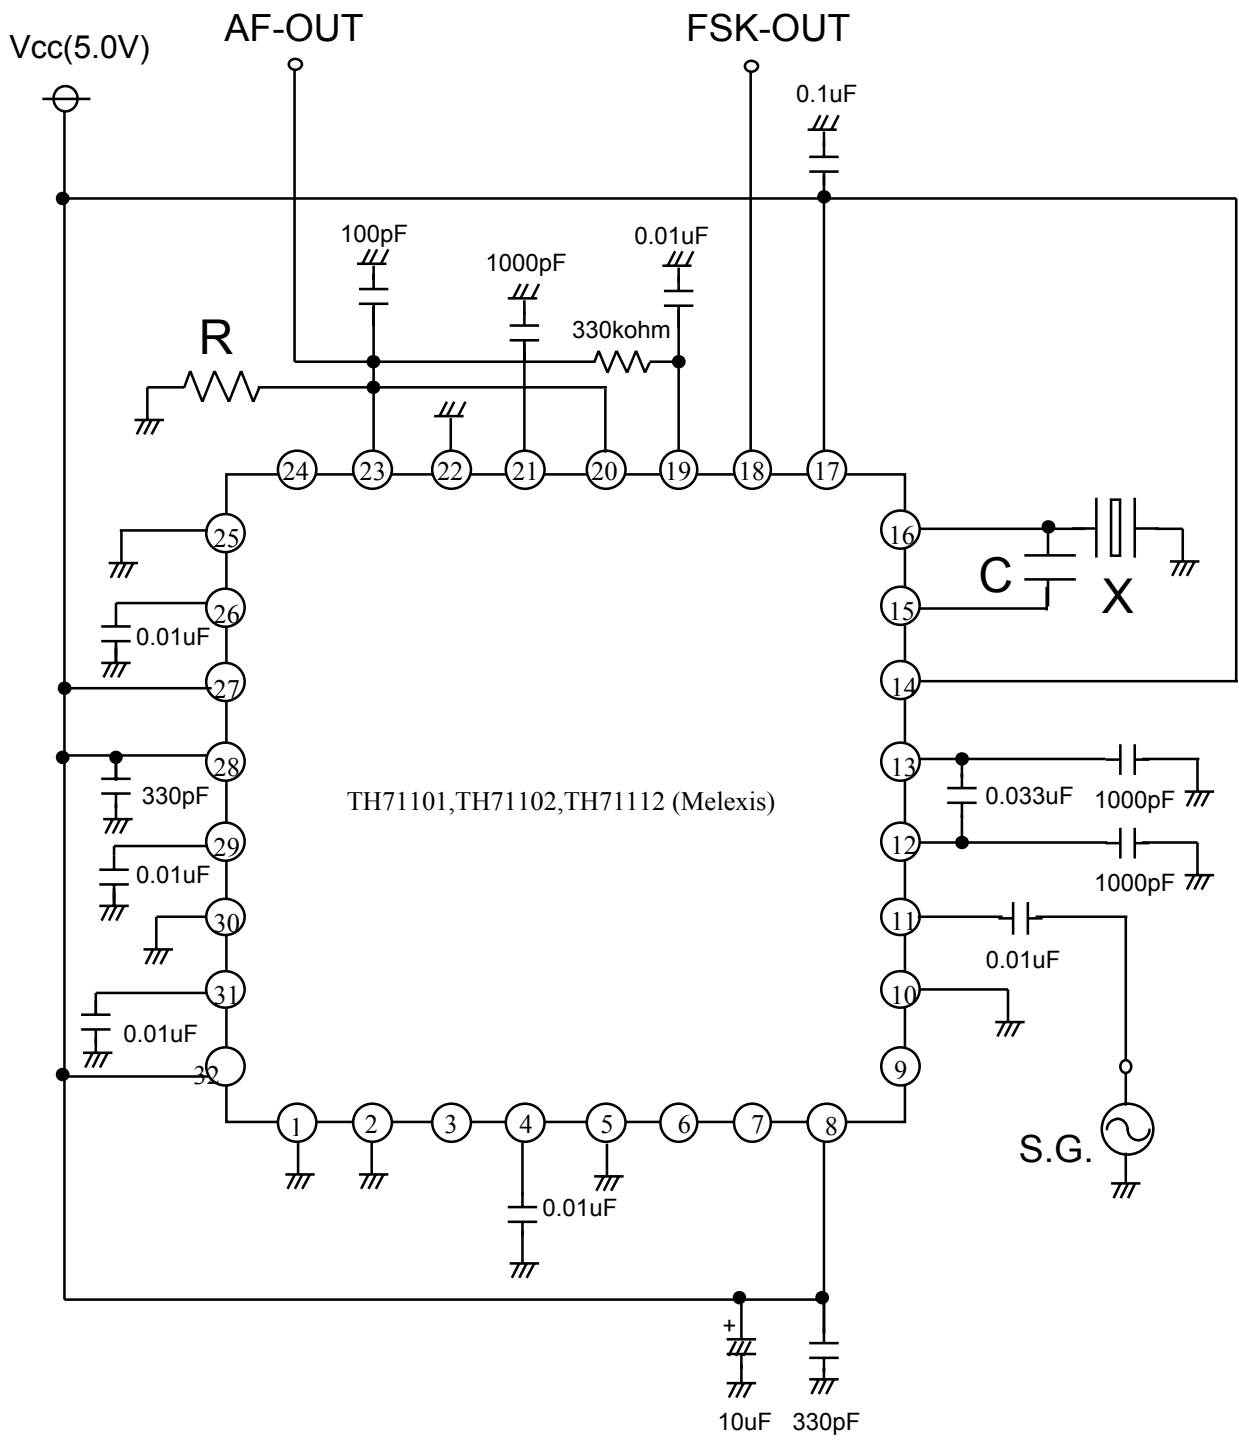 AF-OUT
FSK-OUT
Vcc(5.0V)
0.1uF
100pF
0.01uF
1000pF
330kohm
R
24
23
22
21
20
19
18
17
25
16
C
X
26
15
0.01uF
27
14
28
13
330pF
TH71101,TH71102,TH71112 (Melexis)
0.033uF
1000pF
29
12
0.01uF
1000pF
30
11
0.01uF
31
10
0.01uF
32
9
1
2
3
4
5
6
7
8
S.G.
0.01uF
+
10uF
330pF